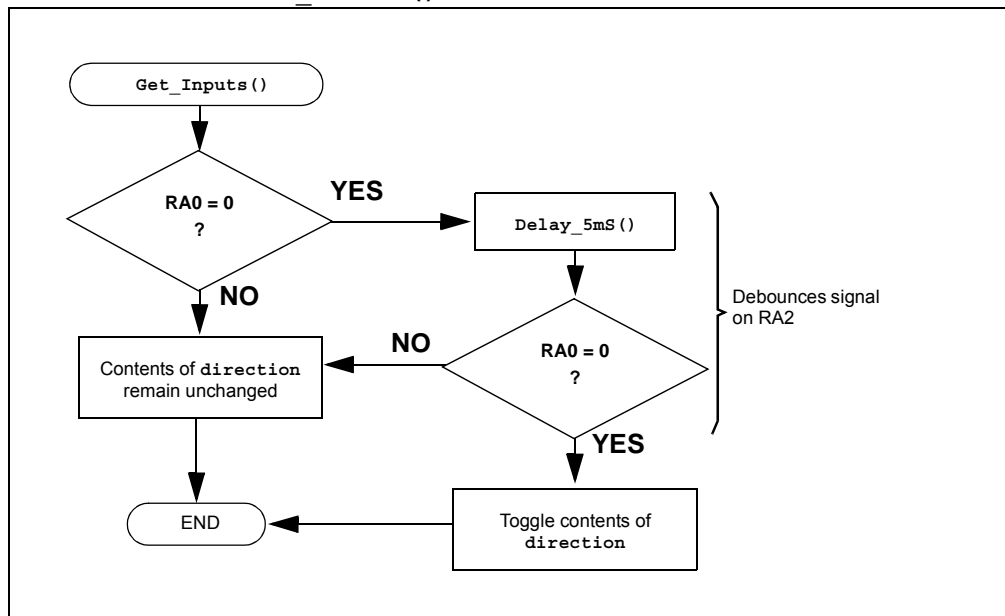 Get_Inputs()
RA0 = 0
?
YES
NO
Delay_5mS()
RA0 = 0
?
NO
YES
Debounces signal
on RA2
Contents of direction
remain unchanged
Toggle contents of
direction
END